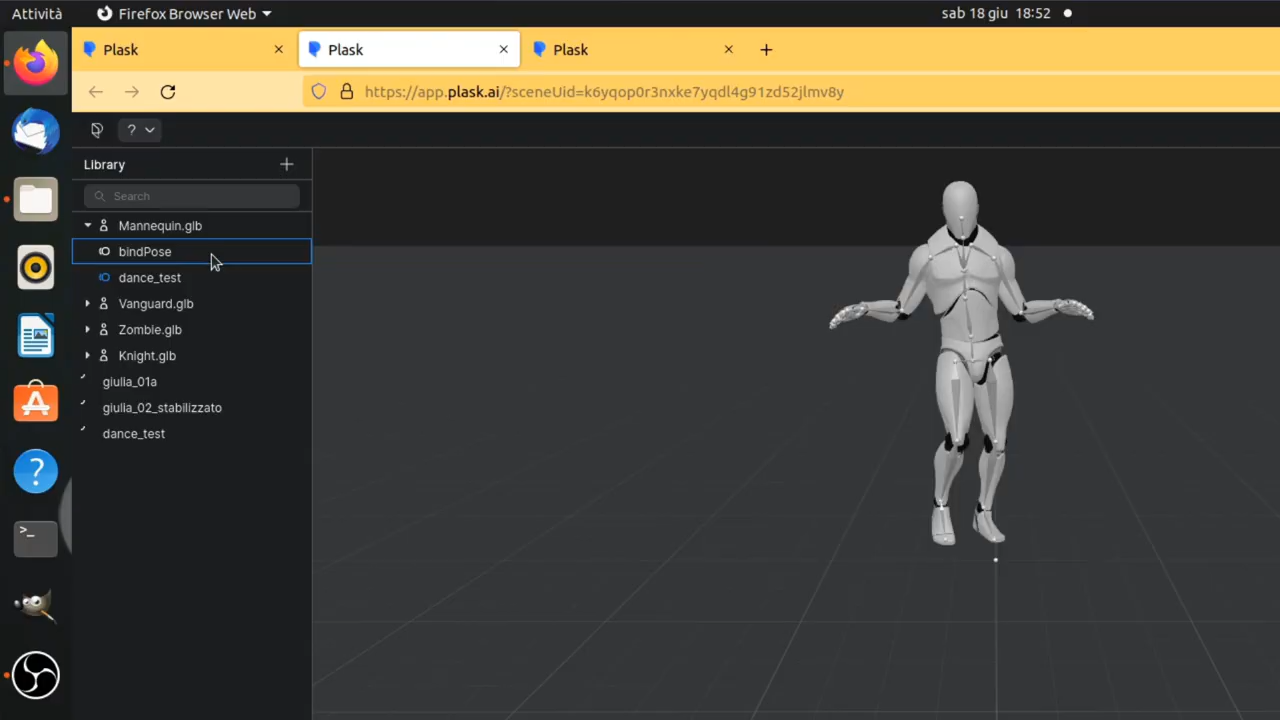 Attività
Firefox Browser Web
sab 18 giu 18:52
Plask
Plask
Plask
https://app.plask.ai/?sceneUid=k6yqop0r3nxke7yqdl4g91zd52jlmv8y
?
Library
Search
Mannequin.glb
bindPose
dance_test
Vanguard.glb
Zombie.glb
Knight.glb
giulia_01a
giulia_02_stabilizzato
dance_test
?
>_